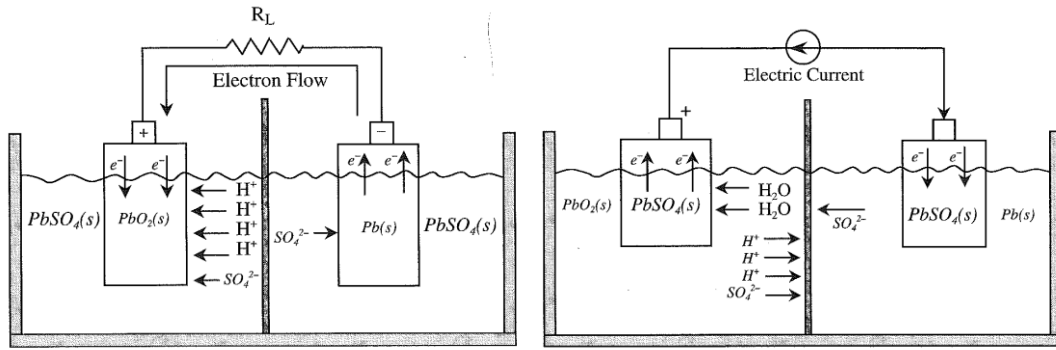 R_L
Electron Flow
+
−
e⁻ e⁻
e⁻ e⁻
H⁺
H⁺
H⁺
H⁺
SO₄²⁻
SO₄²⁻
PbSO₄(s)
PbO₂(s)
Pb(s)
PbSO₄(s)
Electric Current
+
e⁻ e⁻
e⁻ e⁻
PbO₂(s)
PbSO₄(s)
H₂O
H₂O
SO₄²⁻
PbSO₄(s)
Pb(s)
H⁺
H⁺
H⁺
SO₄²⁻